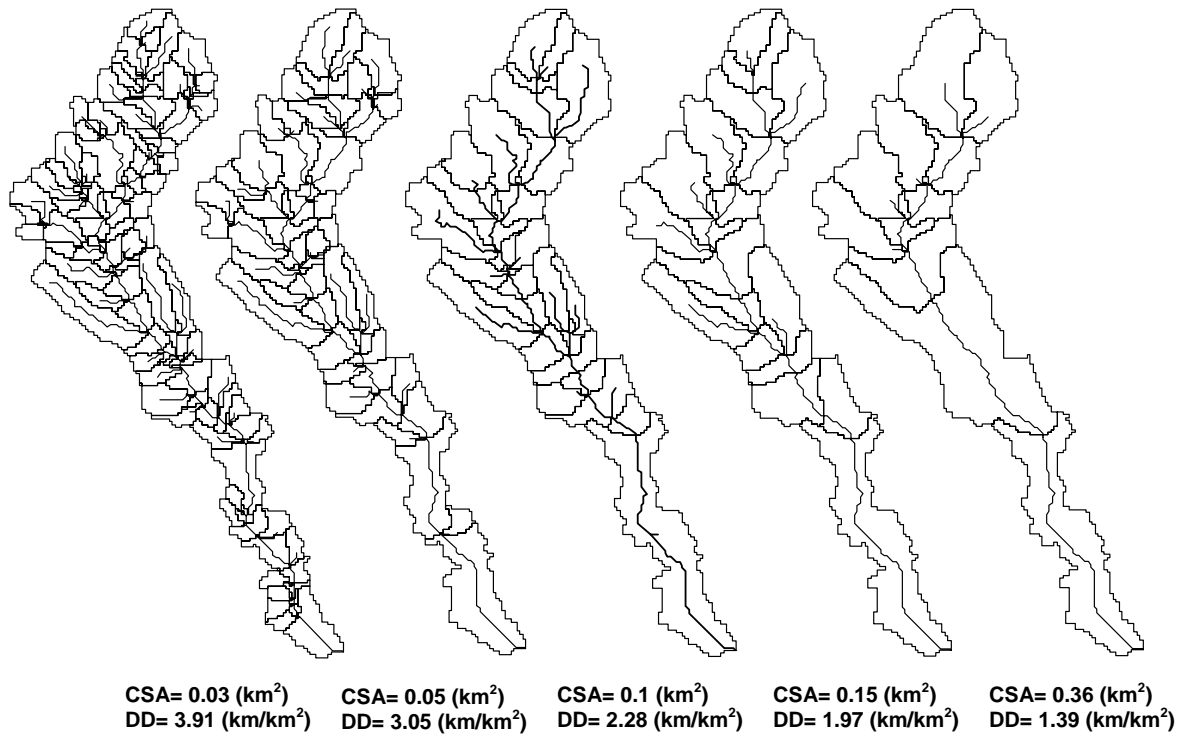 CSA= 0.03 (km²)
DD= 3.91 (km/km²)
CSA= 0.05 (km²)
DD= 3.05 (km/km²)
CSA= 0.1 (km²)
DD= 2.28 (km/km²)
CSA= 0.15 (km²)
DD= 1.97 (km/km²)
CSA= 0.36 (km²)
DD= 1.39 (km/km²)